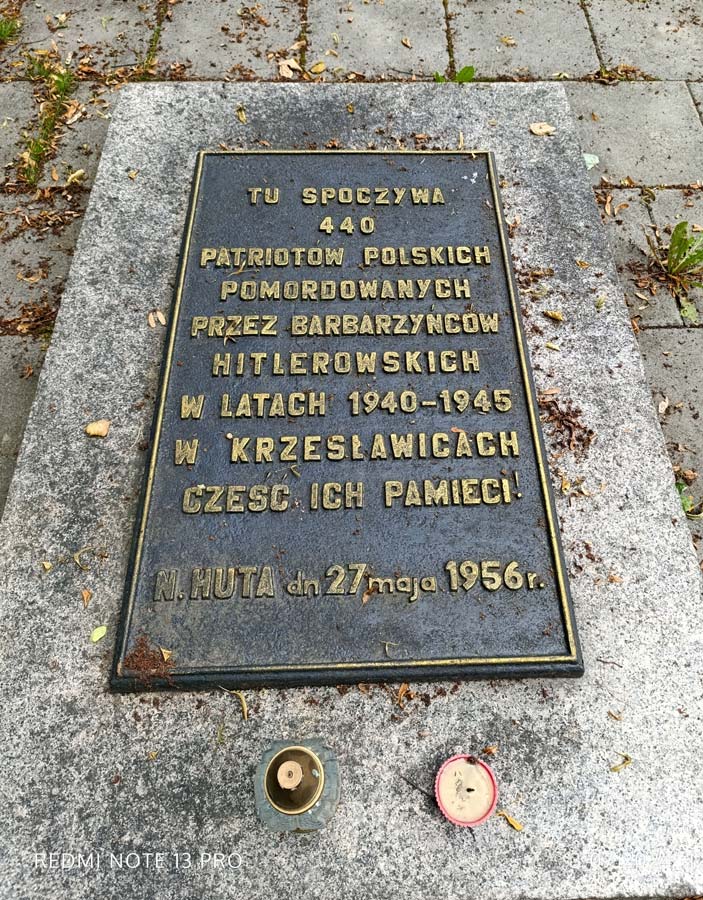 TU SPOCZYWA
440
PATRIOTÓW POLSKICH
POMORDOWANYCH
PRZEZ BARBARZYŃCÓW
HITLEROWSKICH
W LATACH 1940-1945
W KRZESŁAWICACH
CZEŚĆ ICH PAMIĘCI!
N. HUTA dn 27 maja 1956 r.
REDMI NOTE 13 PRO